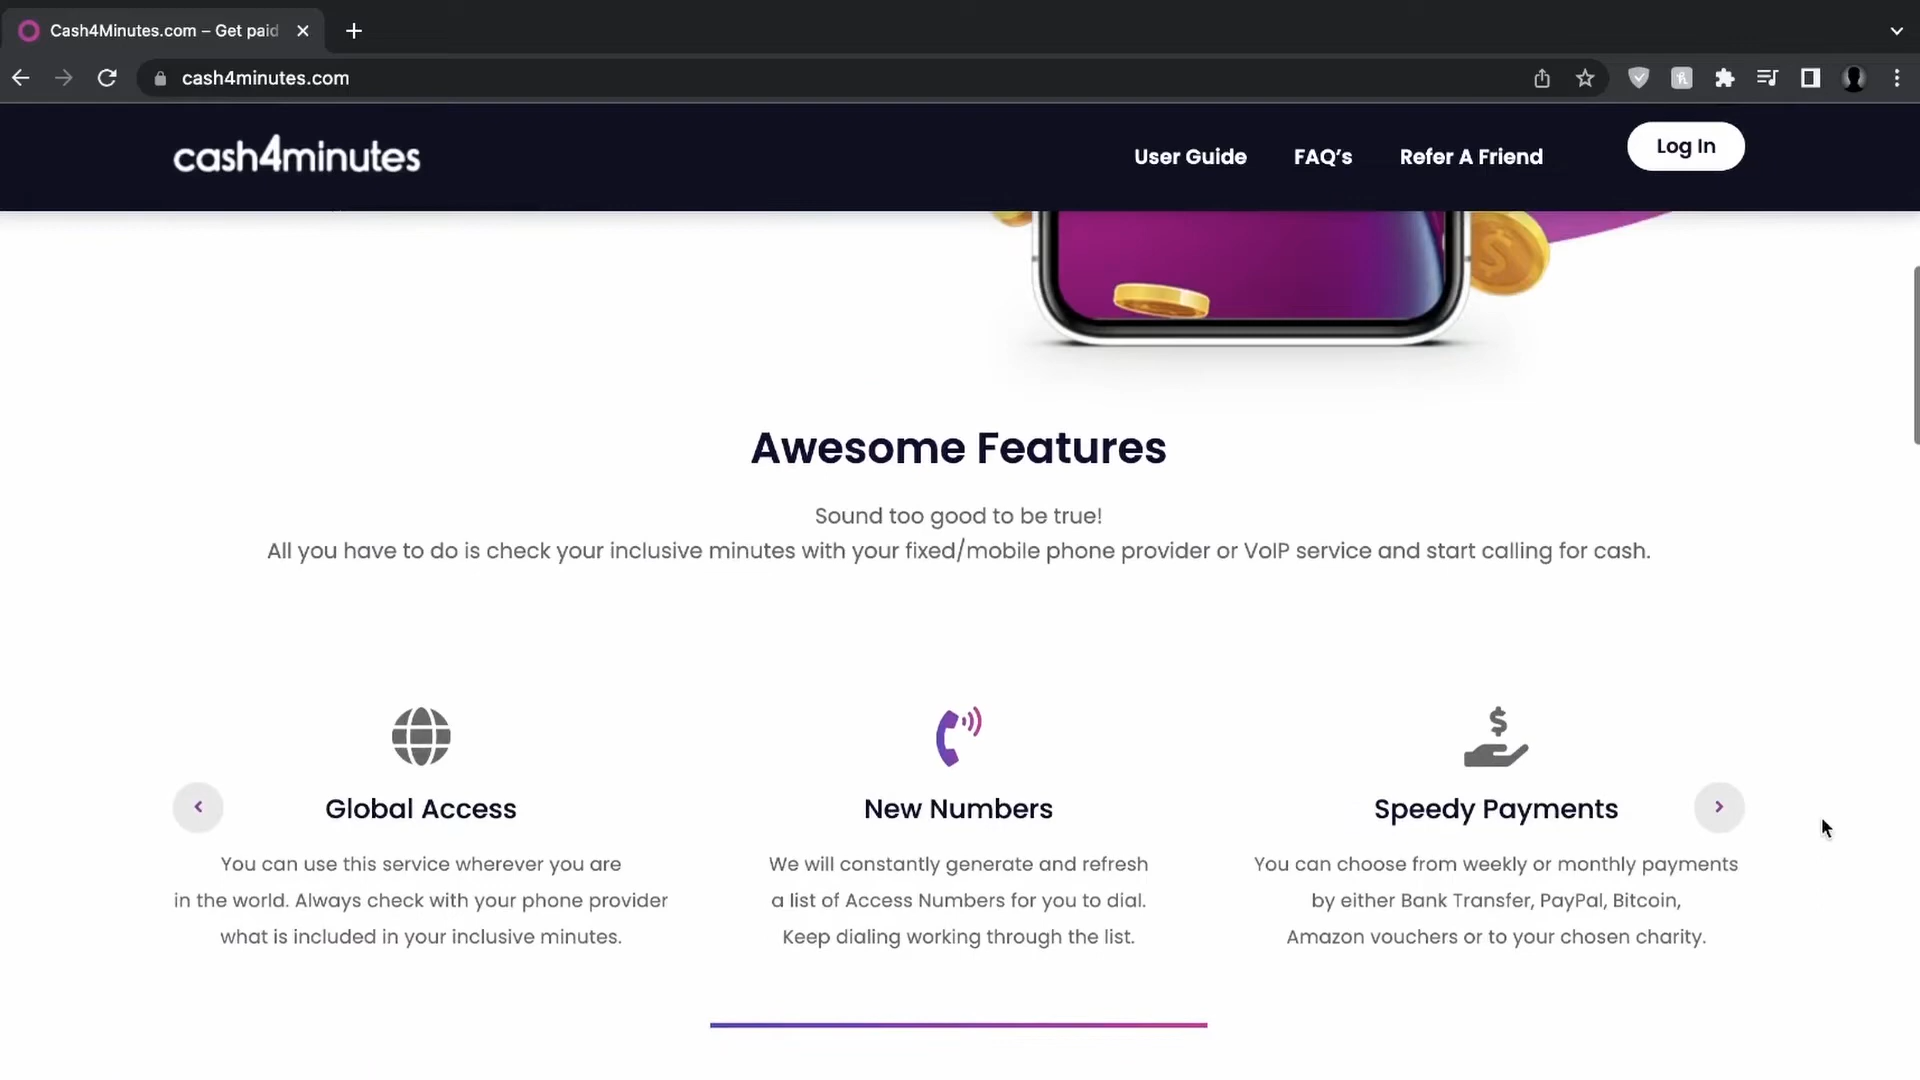 Cash4Minutes.com – Get paid
cash4minutes.com
cash4minutes
User Guide
FAQ's
Refer A Friend
Log In
Awesome Features
Sound too good to be true!
All you have to do is check your inclusive minutes with your fixed/mobile phone provider or VoIP service and start calling for cash.
Global Access
You can use this service wherever you are
in the world. Always check with your phone provider
what is included in your inclusive minutes.
New Numbers
We will constantly generate and refresh
a list of Access Numbers for you to dial.
Keep dialing working through the list.
Speedy Payments
You can choose from weekly or monthly payments
by either Bank Transfer, PayPal, Bitcoin,
Amazon vouchers or to your chosen charity.